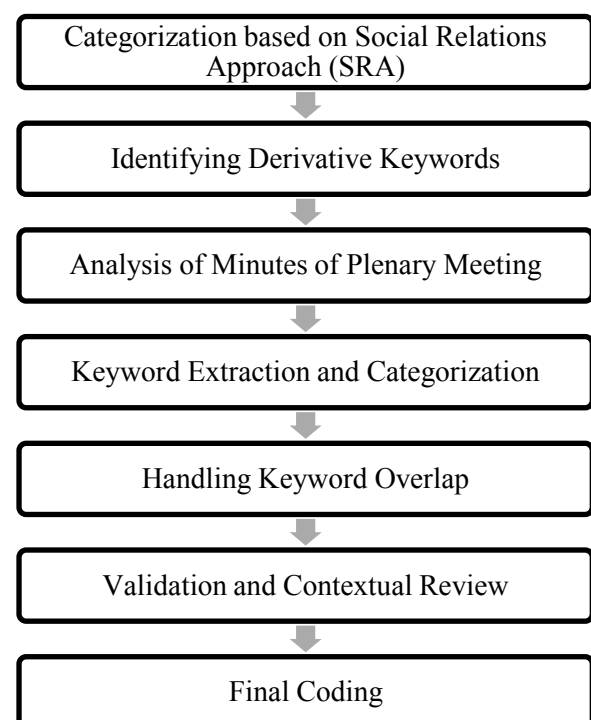 Categorization based on Social Relations
Approach (SRA)
Identifying Derivative Keywords
Analysis of Minutes of Plenary Meeting
Keyword Extraction and Categorization
Handling Keyword Overlap
Validation and Contextual Review
Final Coding